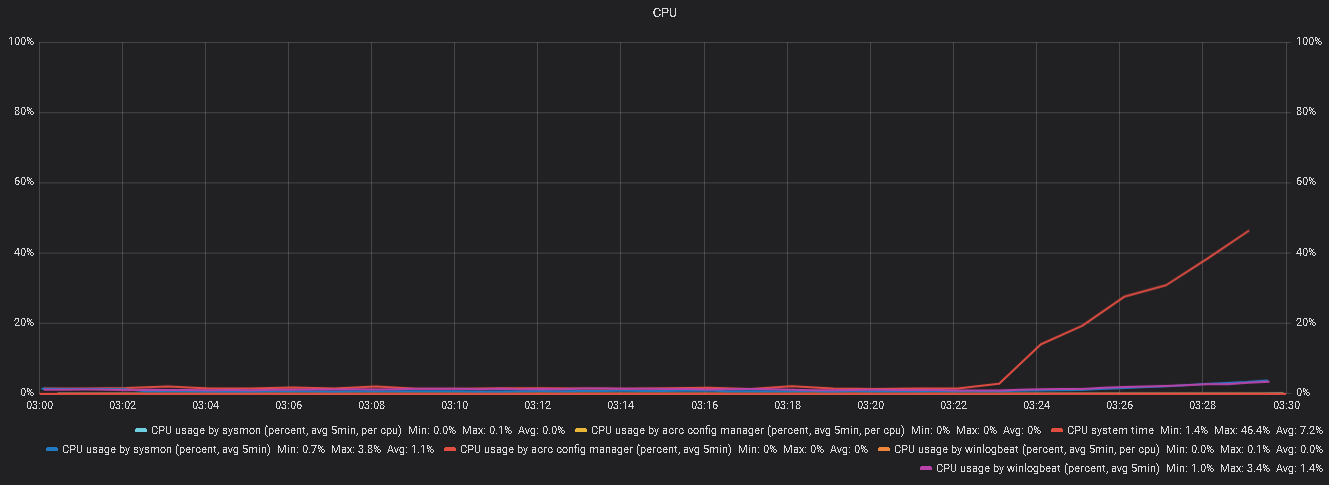 CPU
100% 100%
80% 80%
60% 60%
40% 40%
20% 20%
0% 0%
03:00 03:02 03:04 03:06 03:08 03:10 03:12 03:14 03:16 03:18 03:20 03:22 03:24 03:26 03:28 03:30
CPU usage by sysmon (percent, avg 5min, per cpu) Min: 0.0% Max: 0.1% Avg: 0.0% CPU usage by acrc config manager (percent, avg 5min, per cpu) Min: 0% Max: 0% Avg: 0% CPU system time Min: 1.4% Max: 46.4% Avg: 7.2%
CPU usage by sysmon (percent, avg 5min) Min: 0.7% Max: 3.8% Avg: 1.1% CPU usage by acrc config manager (percent, avg 5min) Min: 0% Max: 0% Avg: 0% CPU usage by winlogbeat (percent, avg 5min, per cpu) Min: 0.0% Max: 0.1% Avg: 0.0%
CPU usage by winlogbeat (percent, avg 5min) Min: 1.0% Max: 3.4% Avg: 1.4%